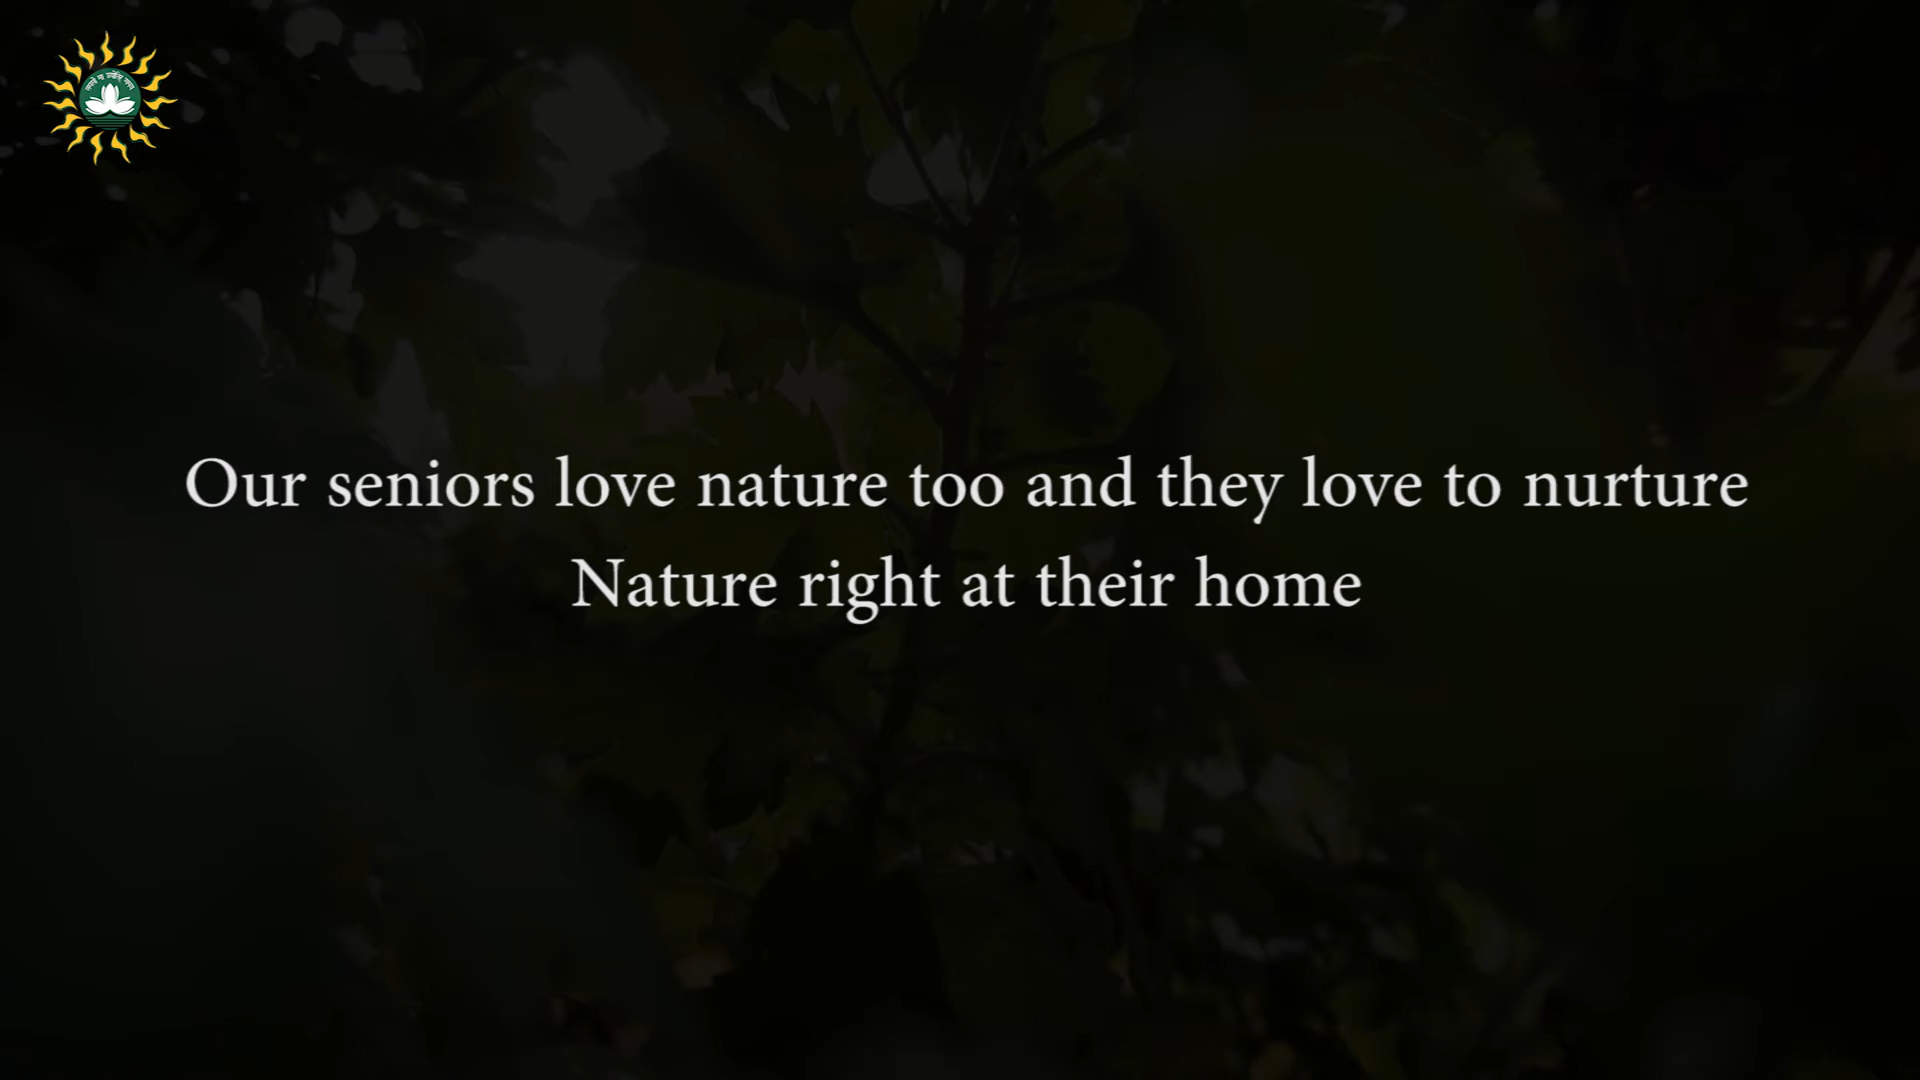 Our seniors love nature too and they love to nurture
Nature right at their home